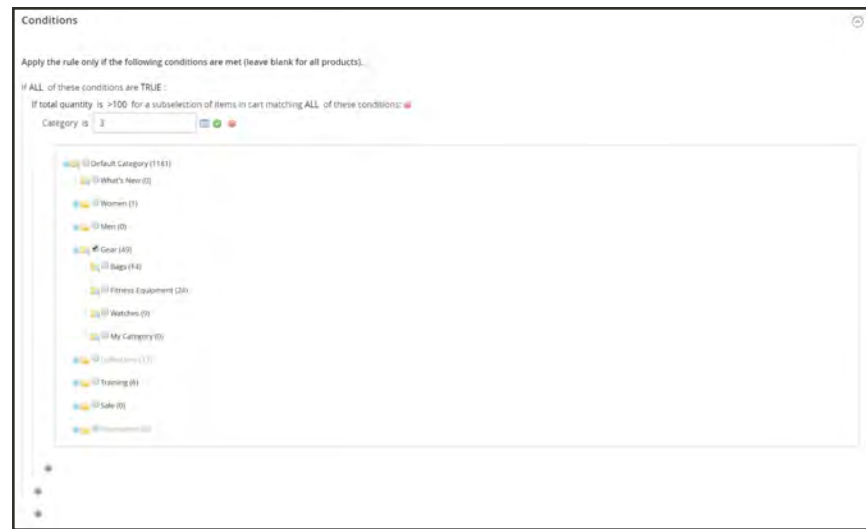 Conditions
Apply the rule only if the following conditions are met (leave blank for all products).
If ALL of these conditions are TRUE :
If total quantity is >100 for a subselection of items in cart matching ALL of these conditions:
Category is 3
Default Category (1161)
What's New (0)
Women (1)
Men (0)
Gear (49)
Bags (14)
Fitness Equipment (24)
Watches (9)
My Category (0)
Training (6)
Sale (0)